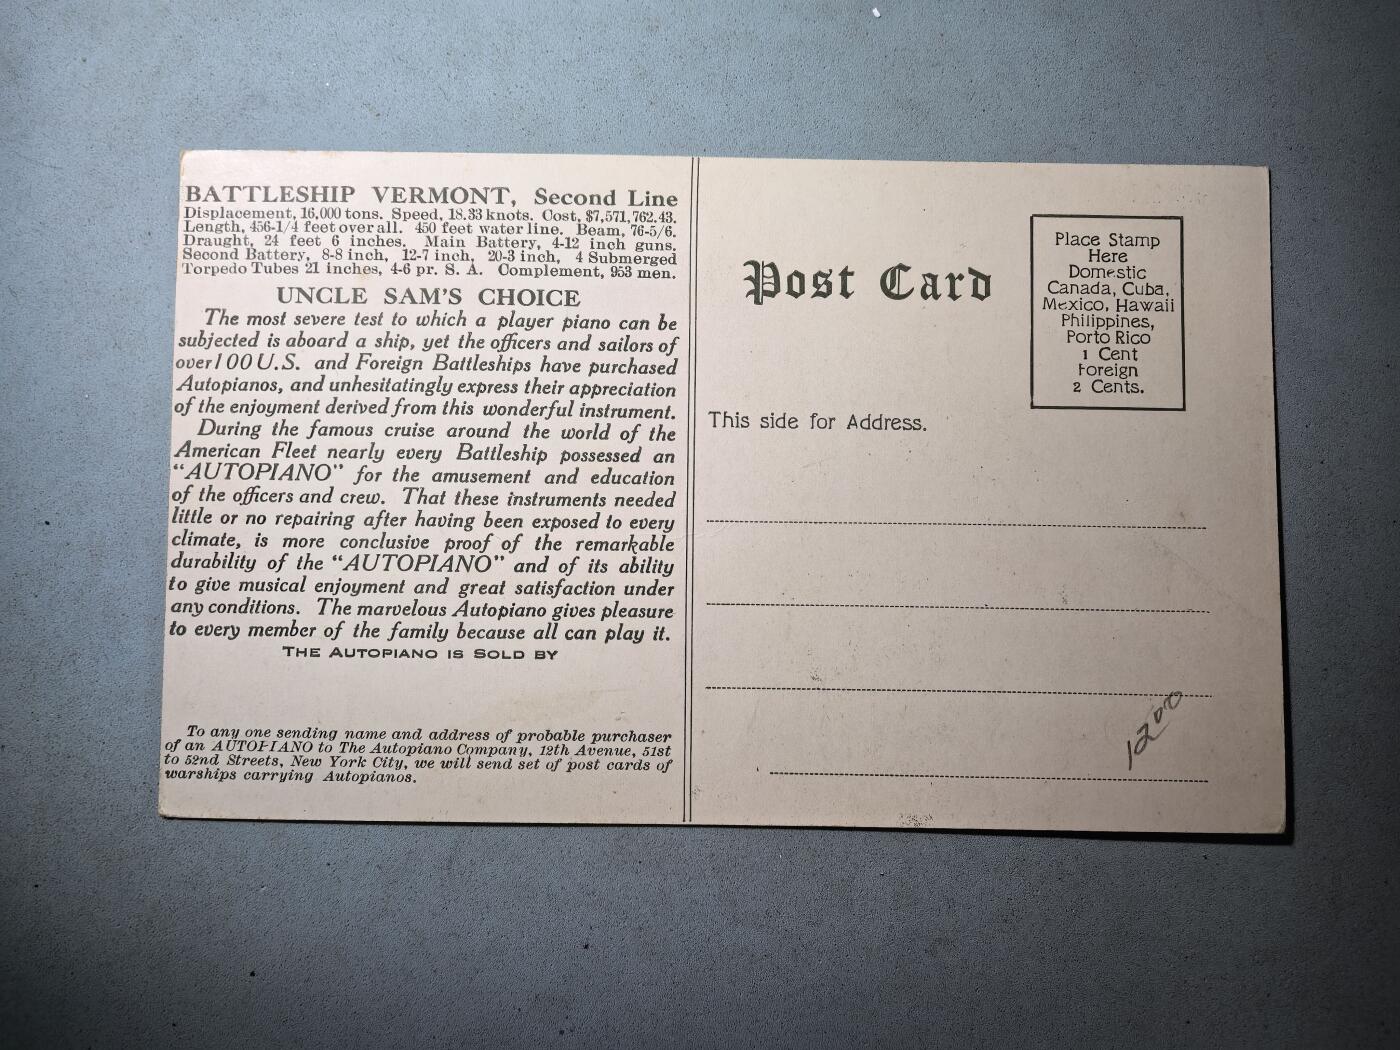 BATTLESHIP VERMONT, Second Line
Displacement, 16,000 tons. Speed, 18.33 knots. Cost, $7,571,762.43.
Length, 456-1/4 feet over all. 450 feet water line. Beam, 76-5/6.
Draught, 24 feet 6 inches. Main Battery, 4-12 inch guns.
Second Battery, 8-8 inch, 12-7 inch, 20-3 inch, 4 Submerged
Torpedo Tubes 21 inches, 4-6 pr. S. A. Complement, 953 men.
UNCLE SAM'S CHOICE
The most severe test to which a player piano can be
subjected is aboard a ship, yet the officers and sailors of
over 100 U.S. and Foreign Battleships have purchased
Autopianos, and unhesitatingly express their appreciation
of the enjoyment derived from this wonderful instrument.
During the famous cruise around the world of the
American Fleet nearly every Battleship possessed an
"AUTOPIANO" for the amusement and education
of the officers and crew. That these instruments needed
little or no repairing after having been exposed to every
climate, is more conclusive proof of the remarkable
durability of the "AUTOPIANO" and of its ability
to give musical enjoyment and great satisfaction under
any conditions. The marvelous Autopiano gives pleasure
to every member of the family because all can play it.
THE AUTOPIANO IS SOLD BY
To any one sending name and address of probable purchaser
of an AUTOPIANO to The Autopiano Company, 12th Avenue, 51st
to 52nd Streets, New York City, we will send set of post cards of
warships carrying Autopianos.
Post Card
Place Stamp
Here
Domestic
Canada, Cuba,
Mexico, Hawaii
Philippines,
Porto Rico
1 Cent
Foreign
2 Cents.
This side for Address.
1200